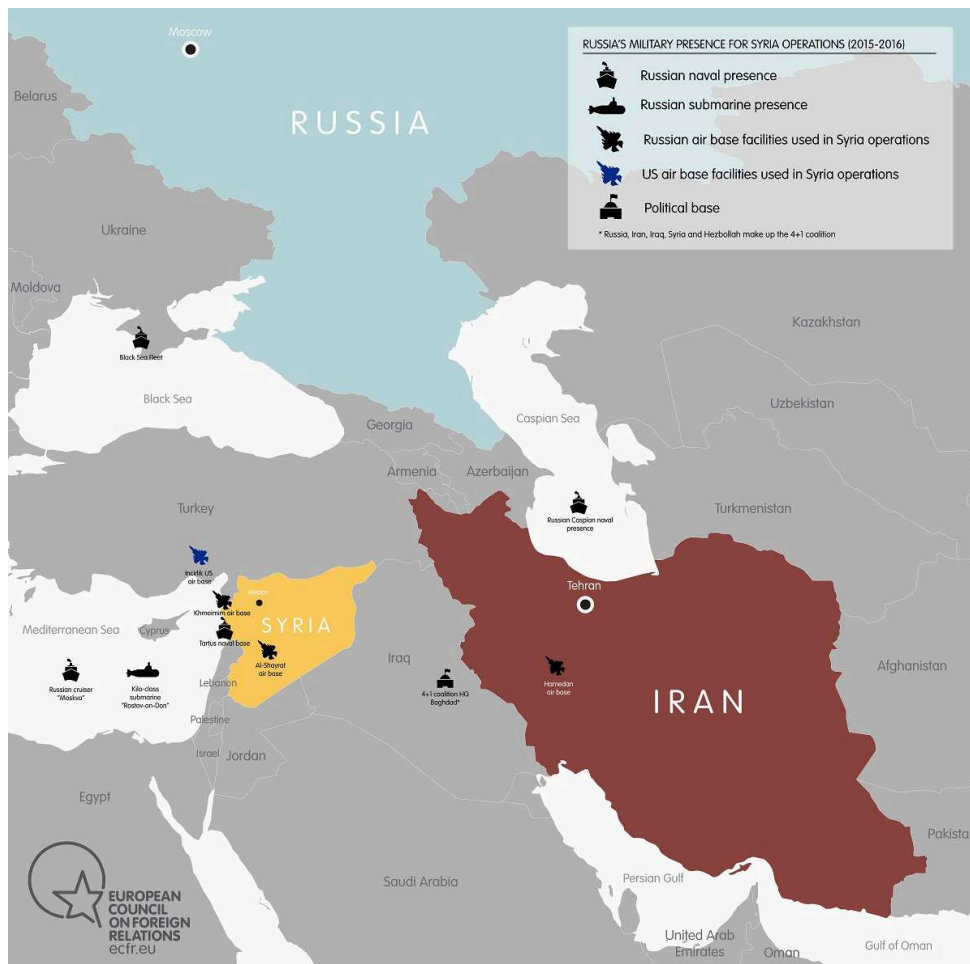 Moscow
RUSSIA'S MILITARY PRESENCE FOR SYRIA OPERATIONS (2015-2016)
Russian naval presence
Russian submarine presence
Russian air base facilities used in Syria operations
US air base facilities used in Syria operations
Political base
* Russia, Iran, Iraq, Syria and Hezbollah make up the 4+1 coalition
Belarus
RUSSIA
Ukraine
Moldova
Kazakhstan
Black Sea Fleet
Black Sea
Uzbekistan
Georgia
Caspian Sea
Armenia
Azerbaijan
Turkey
Turkmenistan
Russian Caspian naval
presence
Incirlik US
air base
Tehran
Aleppo
Khmeimim air base
SYRIA
Mediterranean Sea
Cyprus
Tartus naval base
Al-Shayrat
air base
Iraq
Afghanistan
Russian cruiser
"Moskva"
Kilo-class
submarine
"Rostov-on-Don"
Lebanon
4+1 coalition HQ
Baghdad*
Hamedan
air base
IRAN
Palestine
Israel
Jordan
Egypt
Pakista
Saudi Arabia
Persian Gulf
EUROPEAN
COUNCIL
ON FOREIGN
RELATIONS
ecfr.eu
United Arab
Emirates
Oman
Gulf of Oman